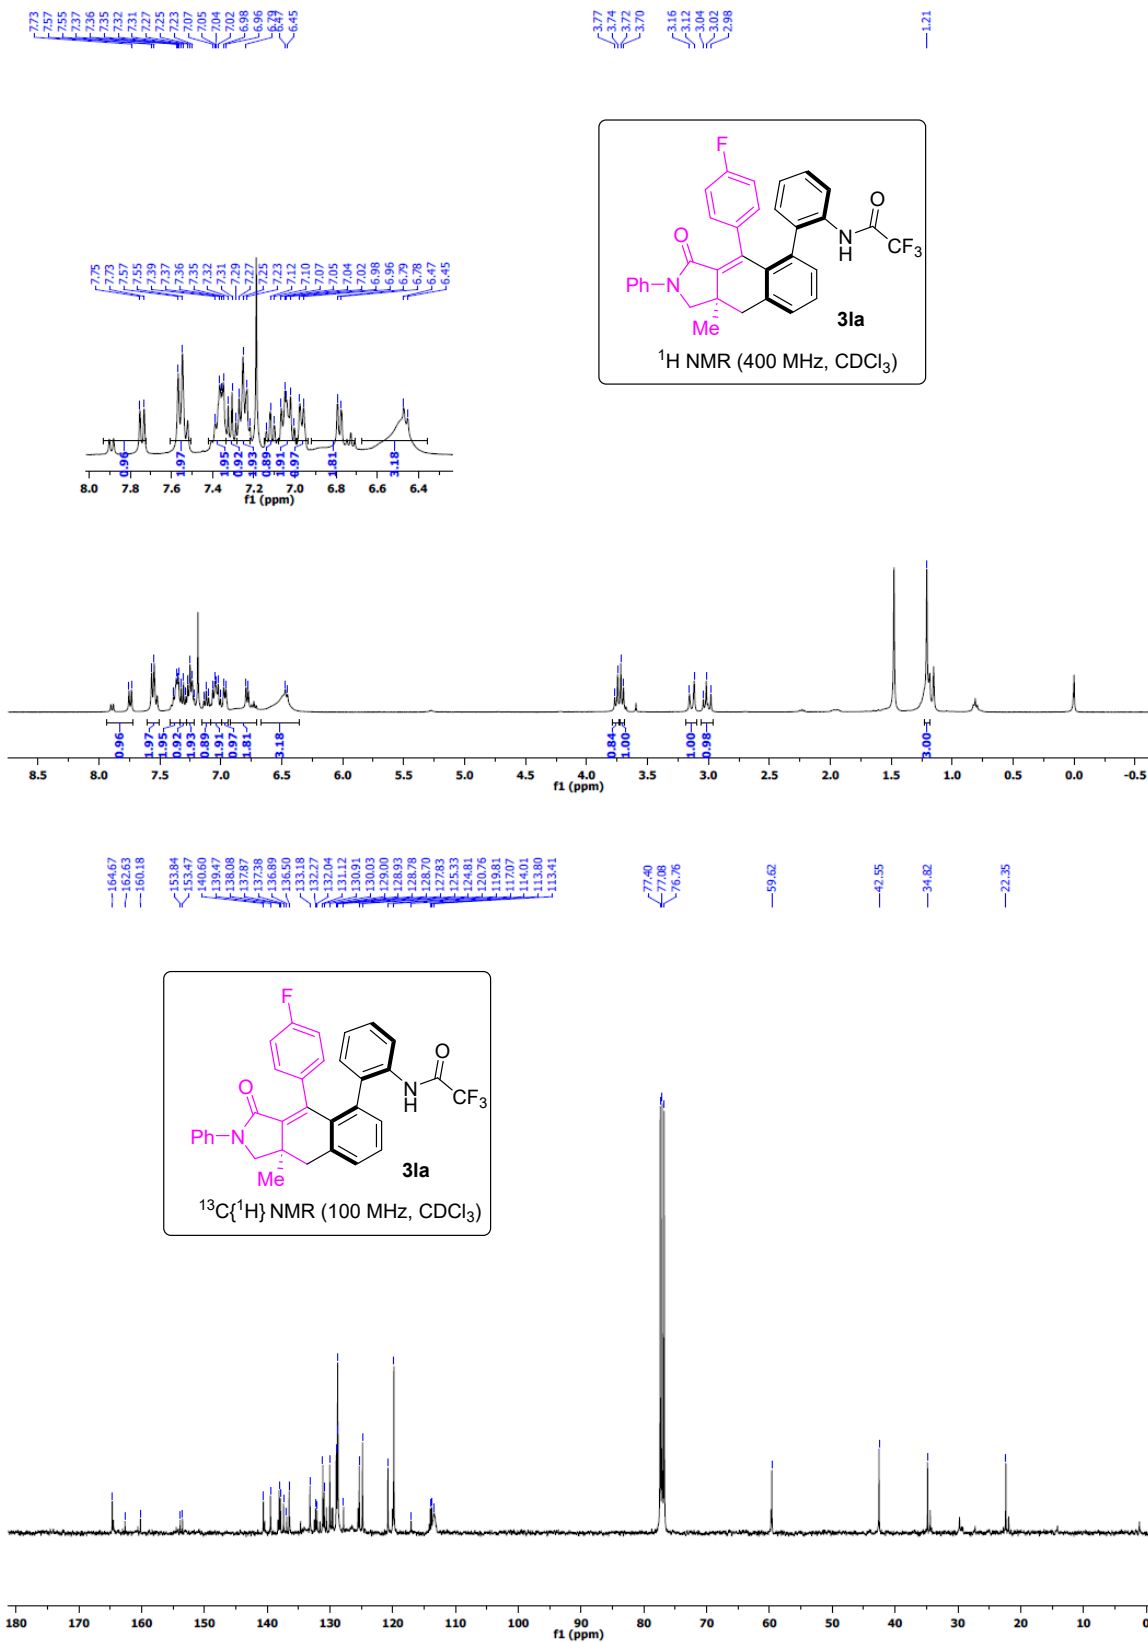 7.73 7.57 7.55 7.37 7.36 7.35 7.32 7.31 7.27 7.25 7.23 7.07 7.05 7.04 7.02 6.98 6.96 6.79 6.47 6.45
3.77 3.74 3.72 3.70
3.16 3.12 3.04 3.02 2.98
1.21
F
O
N
H
CF3
O
Ph
N
Me
3la
1H NMR (400 MHz, CDCl3)
7.75 7.73 7.57 7.55 7.39 7.37 7.36 7.35 7.32 7.31 7.29 7.27 7.25 7.23 7.12 7.10 7.07 7.05 7.04 7.02 6.98 6.96 6.79 6.78 6.47 6.45
0.96 1.97 1.95 0.92 1.93 0.89 1.91 0.97 1.81 3.18
8.0 7.8 7.6 7.4 7.2 7.0 6.8 6.6 6.4
f1 (ppm)
0.96 1.97 1.95 0.92 1.93 0.89 1.91 0.97 1.81 3.18 0.84 1.00 1.00 0.98 3.00
8.5 8.0 7.5 7.0 6.5 6.0 5.5 5.0 4.5 4.0 3.5 3.0 2.5 2.0 1.5 1.0 0.5 0.0 -0.5
f1 (ppm)
164.67 162.63 160.18 153.84 153.47 140.60 139.47 138.08 137.87 137.38 136.89 136.50 133.18 132.27 132.04 131.12 130.91 130.03 129.00 128.93 128.78 128.70 127.83 125.33 124.81 120.76 119.81 117.07 114.01 113.80 113.41
77.40 77.08 76.76
59.62
42.55
34.82
22.35
F
O
N
H
CF3
O
Ph
N
Me
3la
13C{1H} NMR (100 MHz, CDCl3)
180 170 160 150 140 130 120 110 100 90 80 70 60 50 40 30 20 10 0
f1 (ppm)